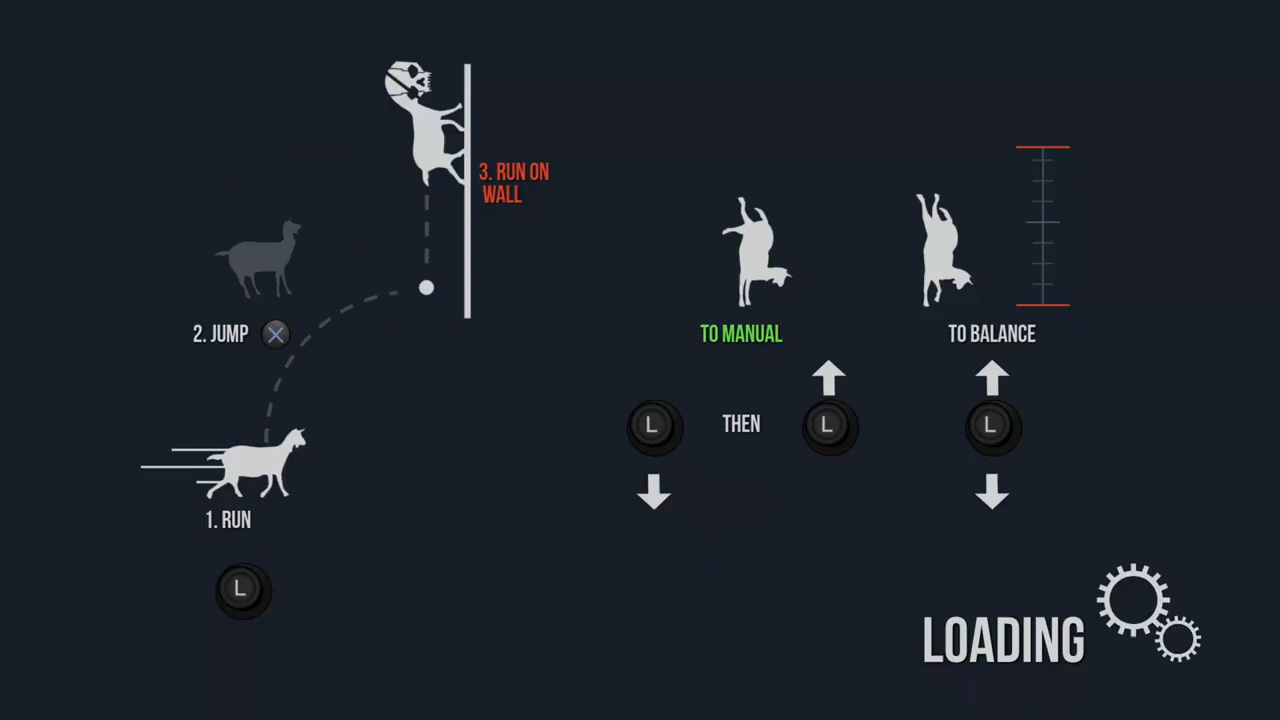 3. RUN ON
WALL
2. JUMP
TO MANUAL
TO BALANCE
L
THEN
L
L
1. RUN
L
LOADING